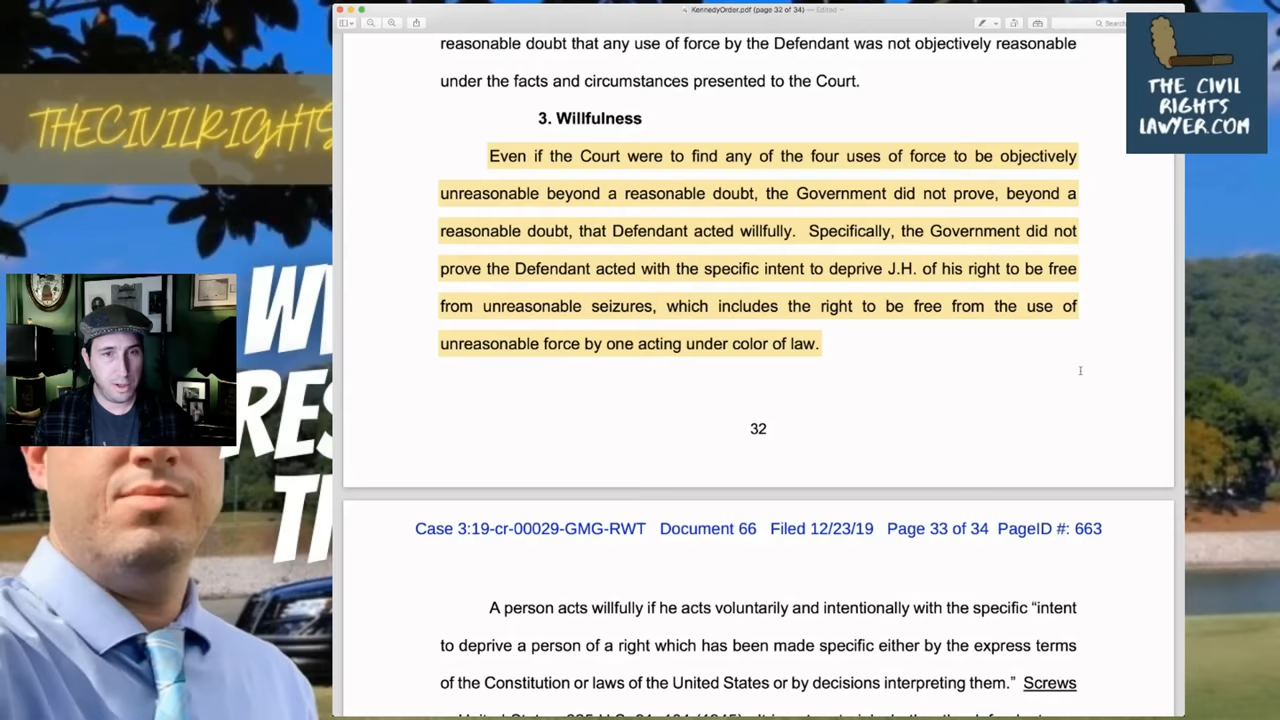 KennedyOrder.pdf (page 32 of 34) — Edited
Search
THECIVILRIGHTS
THE CIVIL
RIGHTS
LAWYER.COM
reasonable doubt that any use of force by the Defendant was not objectively reasonable
under the facts and circumstances presented to the Court.
3. Willfulness
Even if the Court were to find any of the four uses of force to be objectively
unreasonable beyond a reasonable doubt, the Government did not prove, beyond a
reasonable doubt, that Defendant acted willfully. Specifically, the Government did not
prove the Defendant acted with the specific intent to deprive J.H. of his right to be free
from unreasonable seizures, which includes the right to be free from the use of
unreasonable force by one acting under color of law.
32
Case 3:19-cr-00029-GMG-RWT Document 66 Filed 12/23/19 Page 33 of 34 PageID #: 663
A person acts willfully if he acts voluntarily and intentionally with the specific “intent
to deprive a person of a right which has been made specific either by the express terms
of the Constitution or laws of the United States or by decisions interpreting them.” Screws